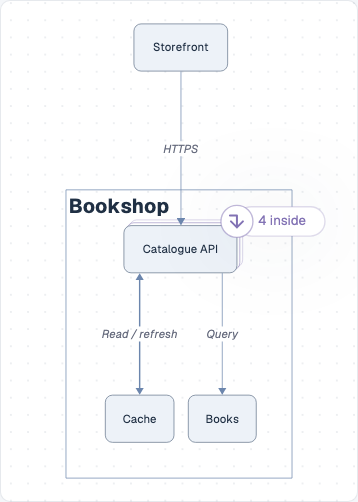 Storefront
HTTPS
Bookshop
4 inside
Catalogue API
Read / refresh
Query
Cache
Books